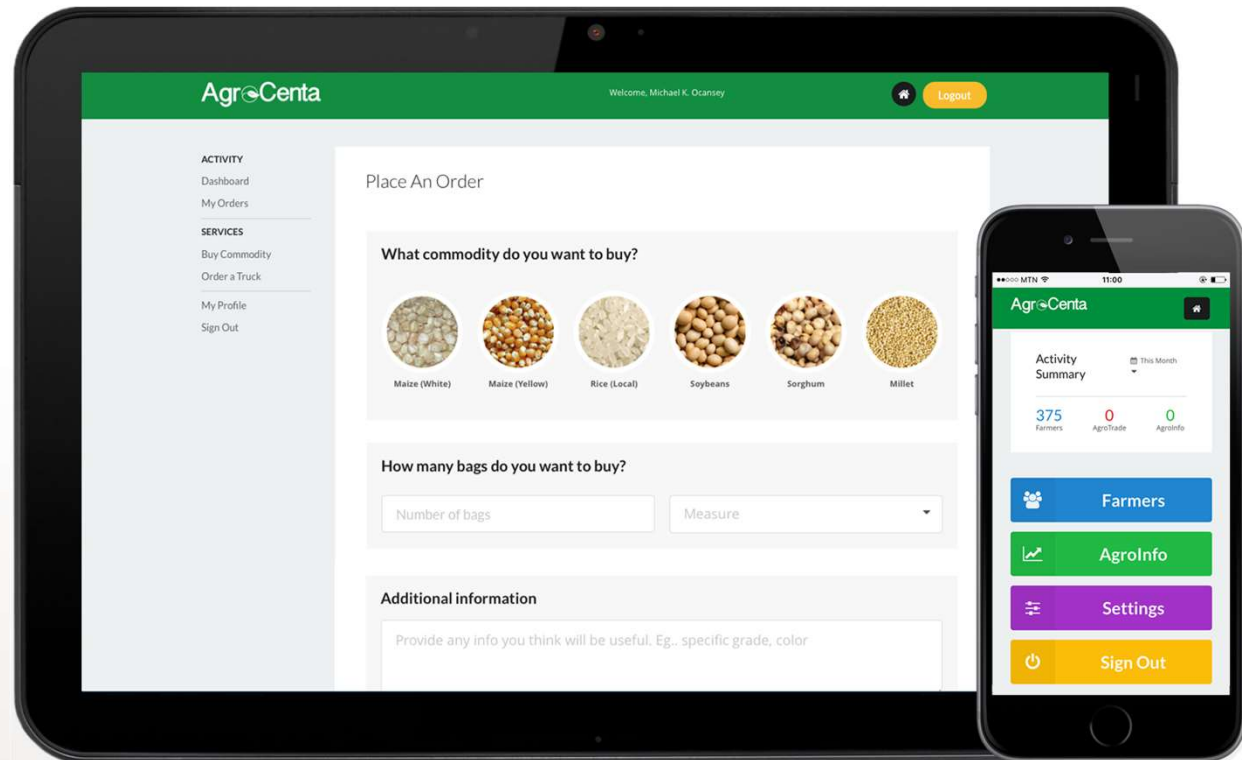 AgroCenta
Welcome, Michael K. Ocansey
Logout
ACTIVITY
Dashboard
My Orders
SERVICES
Buy Commodity
Order a Truck
My Profile
Sign Out
Place An Order
What commodity do you want to buy?
Maize (White)
Maize (Yellow)
Rice (Local)
Soybeans
Sorghum
Millet
How many bags do you want to buy?
Number of bags
Measure
Additional information
Provide any info you think will be useful. Eg.. specific grade, color
MTN
11:00
AgroCenta
Activity
Summary
This Month
375
Farmers
0
AgroTrade
0
AgroInfo
Farmers
AgroInfo
Settings
Sign Out